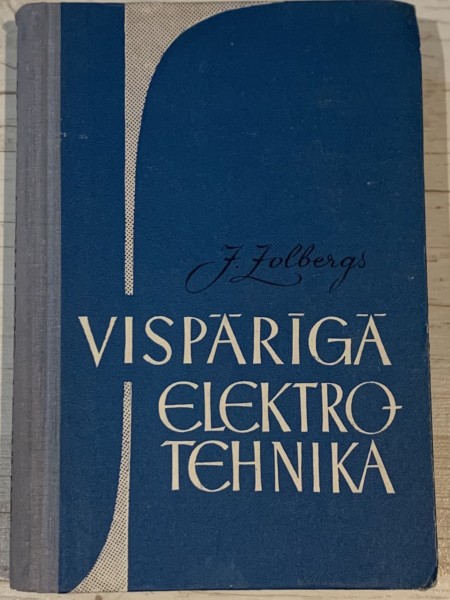 J. Zolbergs
VISPĀRĪGĀ
ELEKTRO-
TEHNIKA